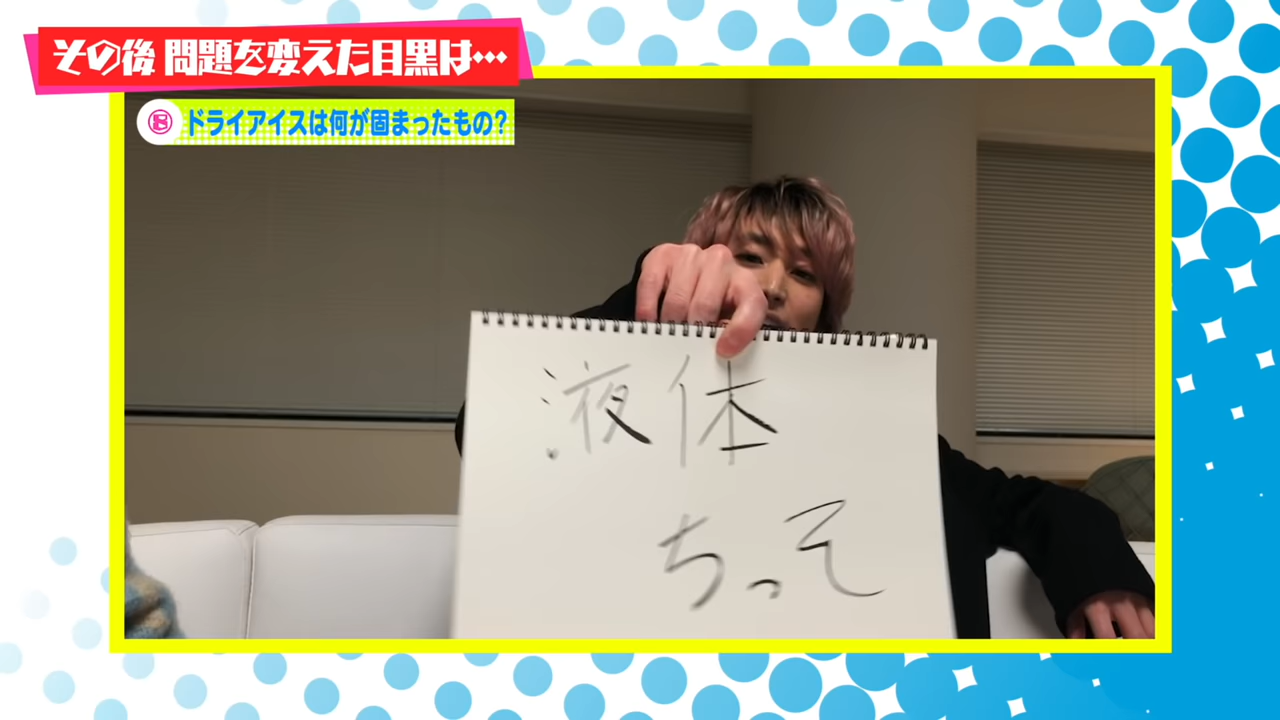 その後 問題を変えた目黒は…
ドライアイスは何が固まったもの?
液体
ちっそ